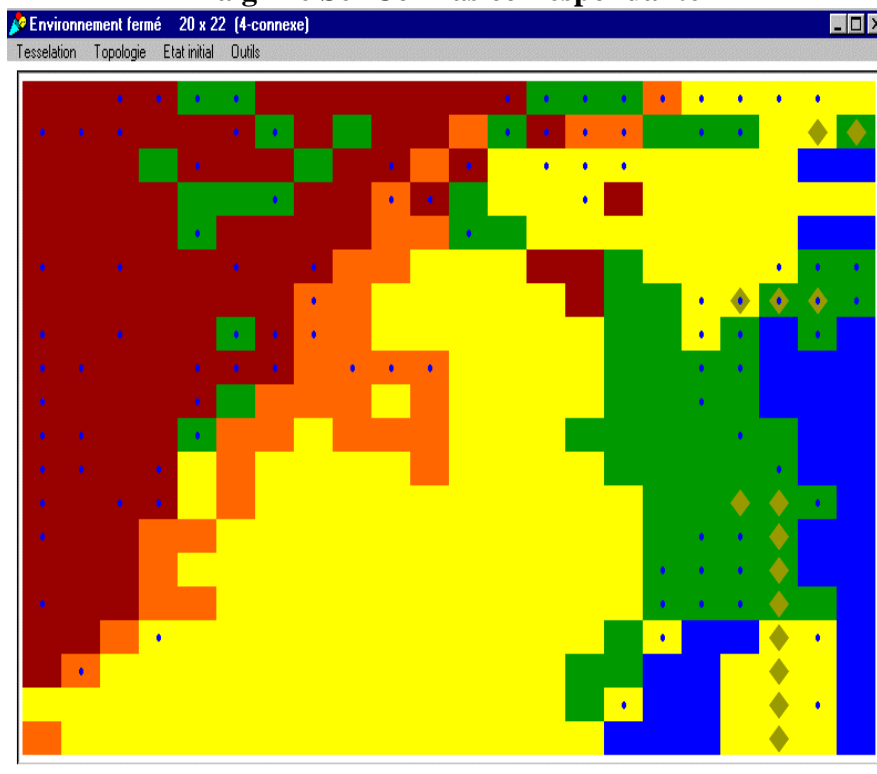 Environnement fermé 20 x 22 (4-connexe)
Tesselation Topologie Etat initial Outils